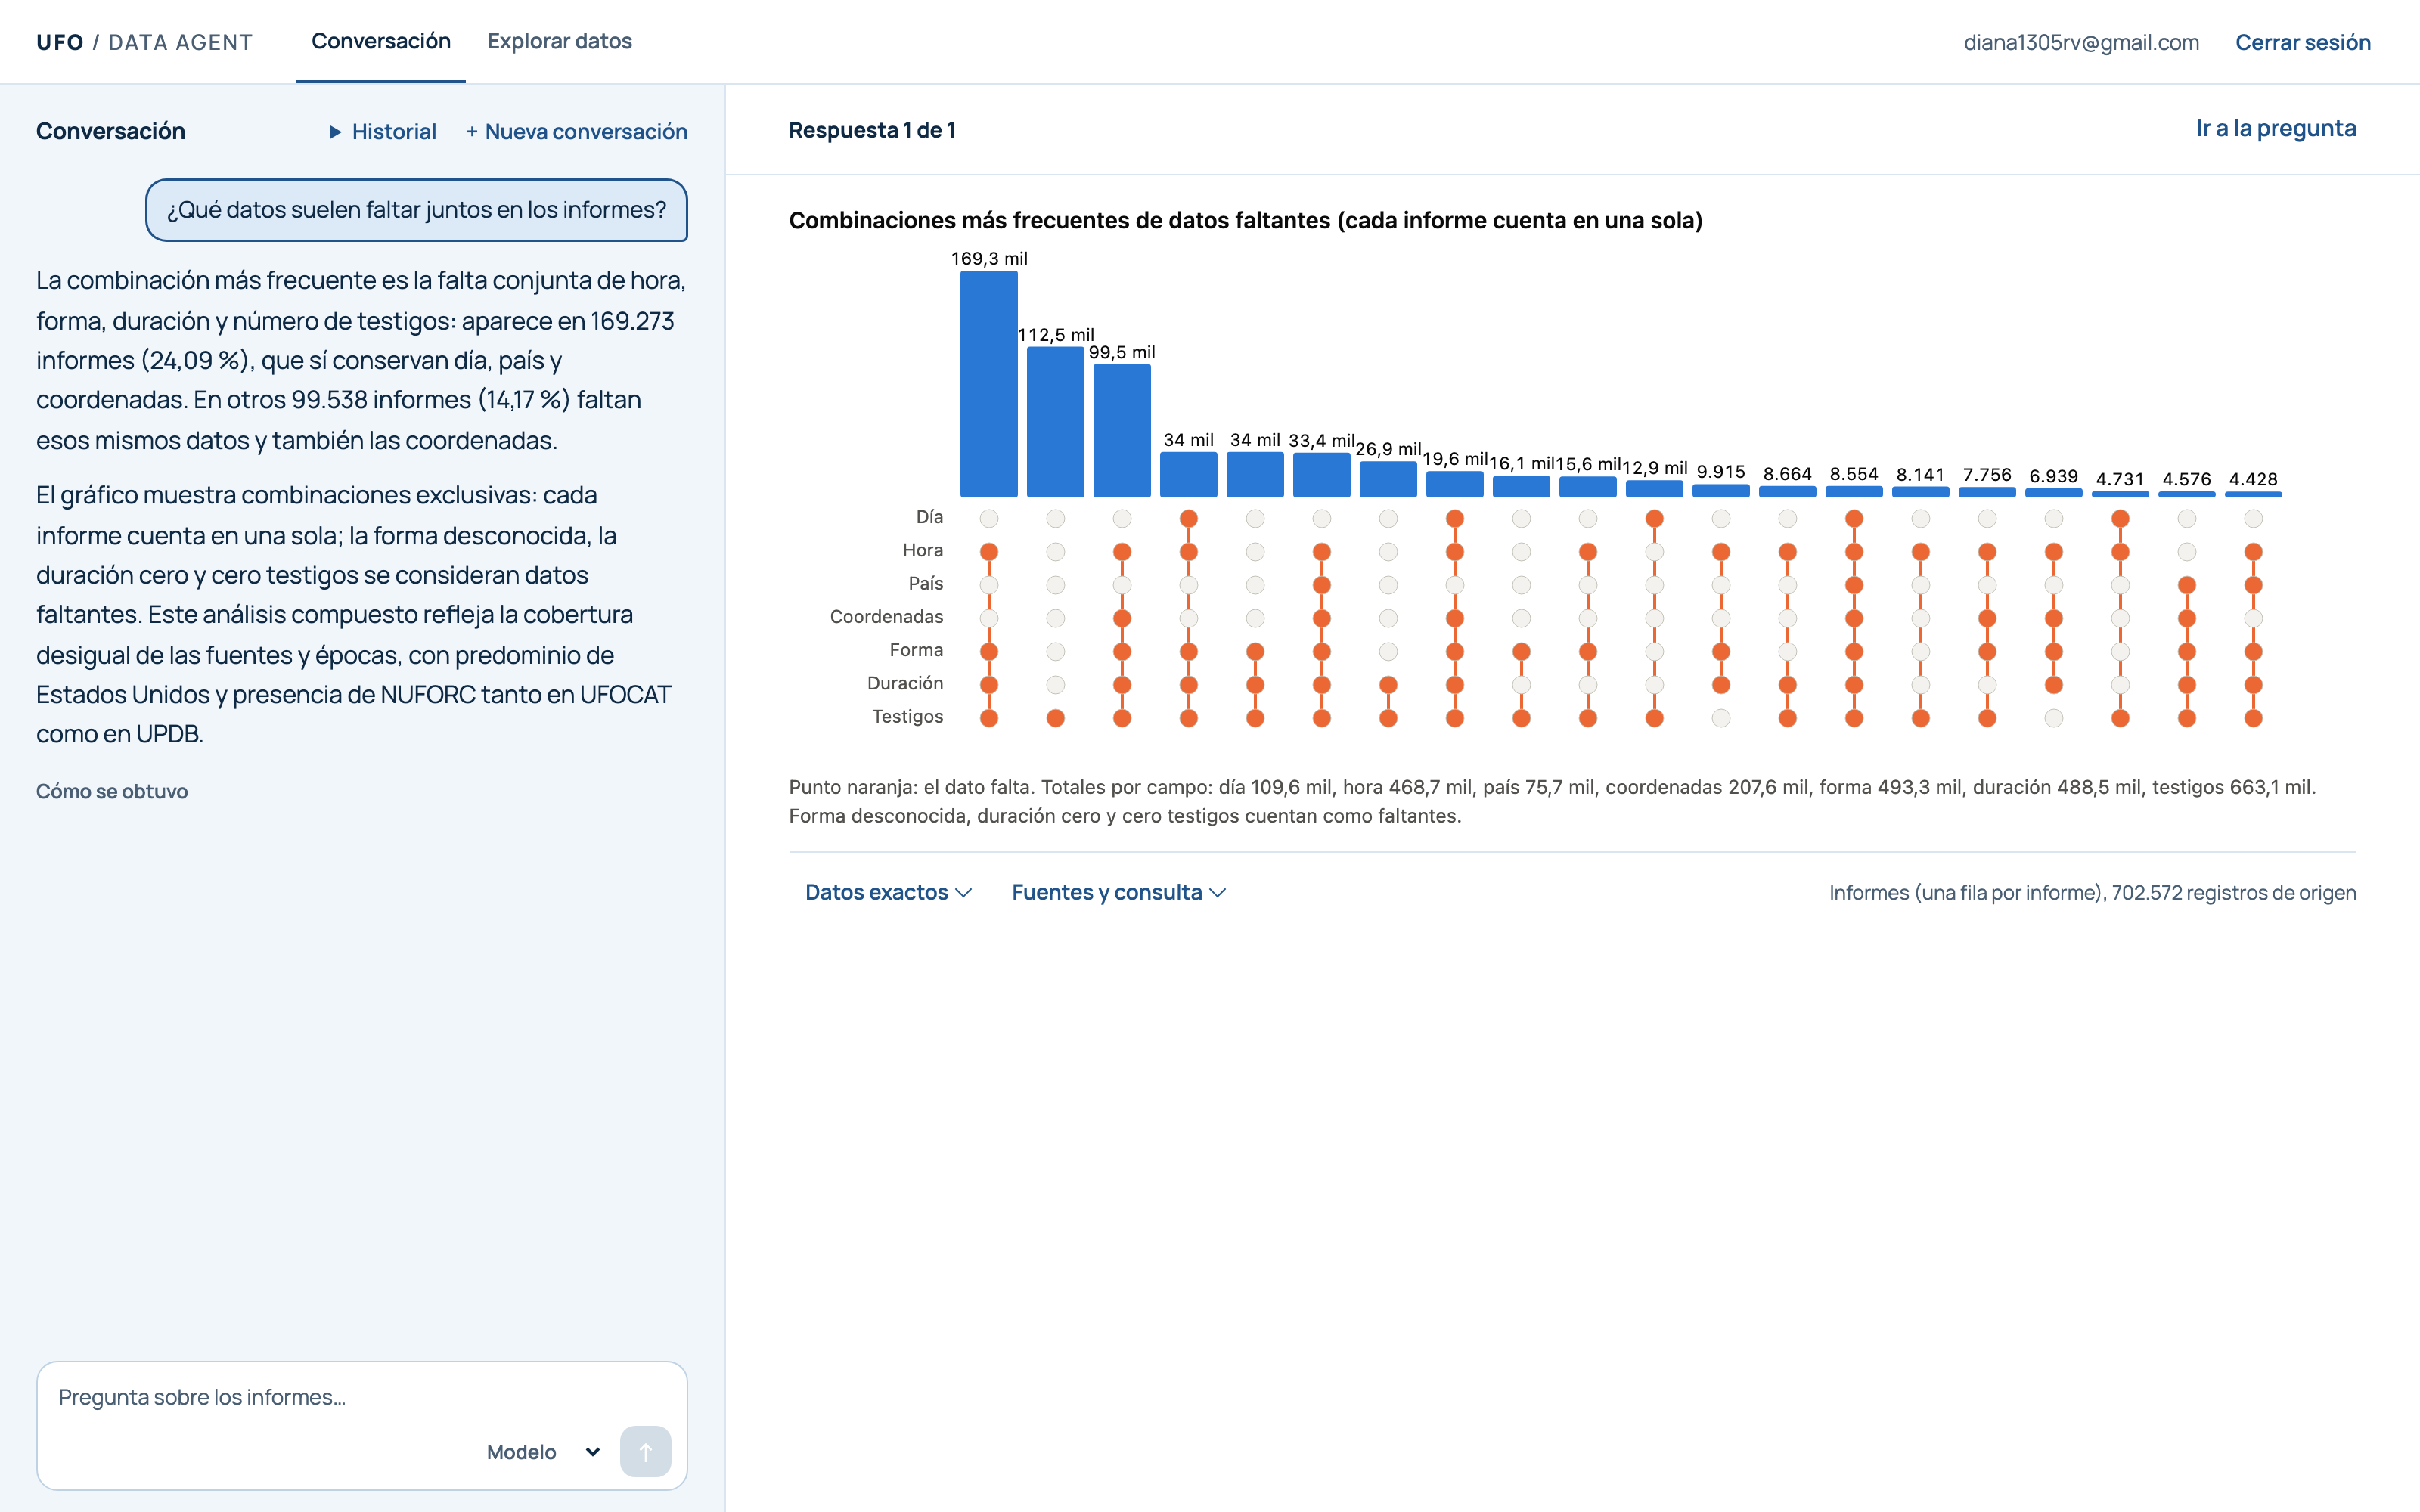 UFO / DATA AGENT
Conversación
Explorar datos
diana1305rv@gmail.com
Cerrar sesión
Conversación
Historial
+ Nueva conversación
¿Qué datos suelen faltar juntos en los informes?
La combinación más frecuente es la falta conjunta de hora,
forma, duración y número de testigos: aparece en 169.273
informes (24,09 %), que sí conservan día, país y
coordenadas. En otros 99.538 informes (14,17 %) faltan
esos mismos datos y también las coordenadas.
El gráfico muestra combinaciones exclusivas: cada
informe cuenta en una sola; la forma desconocida, la
duración cero y cero testigos se consideran datos
faltantes. Este análisis compuesto refleja la cobertura
desigual de las fuentes y épocas, con predominio de
Estados Unidos y presencia de NUFORC tanto en UFOCAT
como en UPDB.
Cómo se obtuvo
Pregunta sobre los informes...
Modelo
Respuesta 1 de 1
Ir a la pregunta
Combinaciones más frecuentes de datos faltantes (cada informe cuenta en una sola)
169,3 mil
112,5 mil
99,5 mil
34 mil
34 mil
33,4 mil
26,9 mil
19,6 mil
16,1 mil
15,6 mil
12,9 mil
9.915
8.664
8.554
8.141
7.756
6.939
4.731
4.576
4.428
Día
Hora
País
Coordenadas
Forma
Duración
Testigos
Punto naranja: el dato falta. Totales por campo: día 109,6 mil, hora 468,7 mil, país 75,7 mil, coordenadas 207,6 mil, forma 493,3 mil, duración 488,5 mil, testigos 663,1 mil.
Forma desconocida, duración cero y cero testigos cuentan como faltantes.
Datos exactos
Fuentes y consulta
Informes (una fila por informe), 702.572 registros de origen